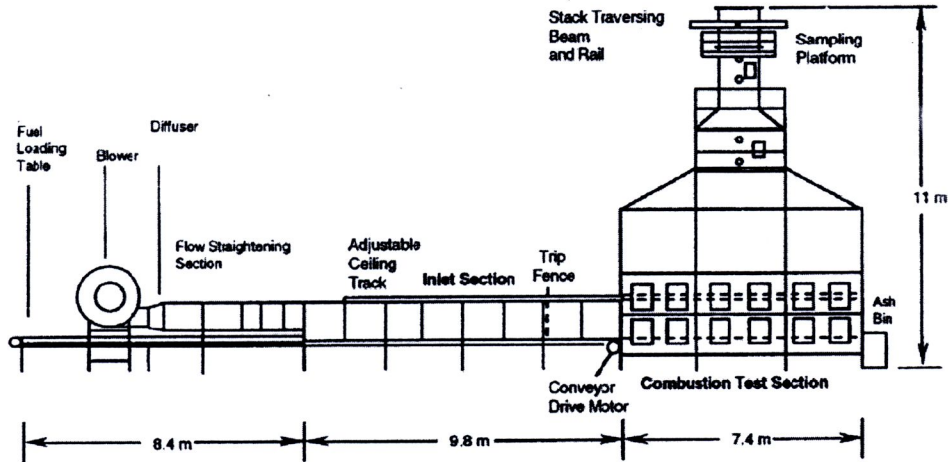 Stack Traversing
Beam
and Rail
Sampling
Platform
Fuel
Loading
Table
Blower
Diffuser
Flow Straightening
Section
Adjustable
Ceiling
Track
Inlet Section
Trip
Fence
11 m
Ash
Bin
Conveyor
Drive Motor
Combustion Test Section
8.4 m
9.8 m
7.4 m